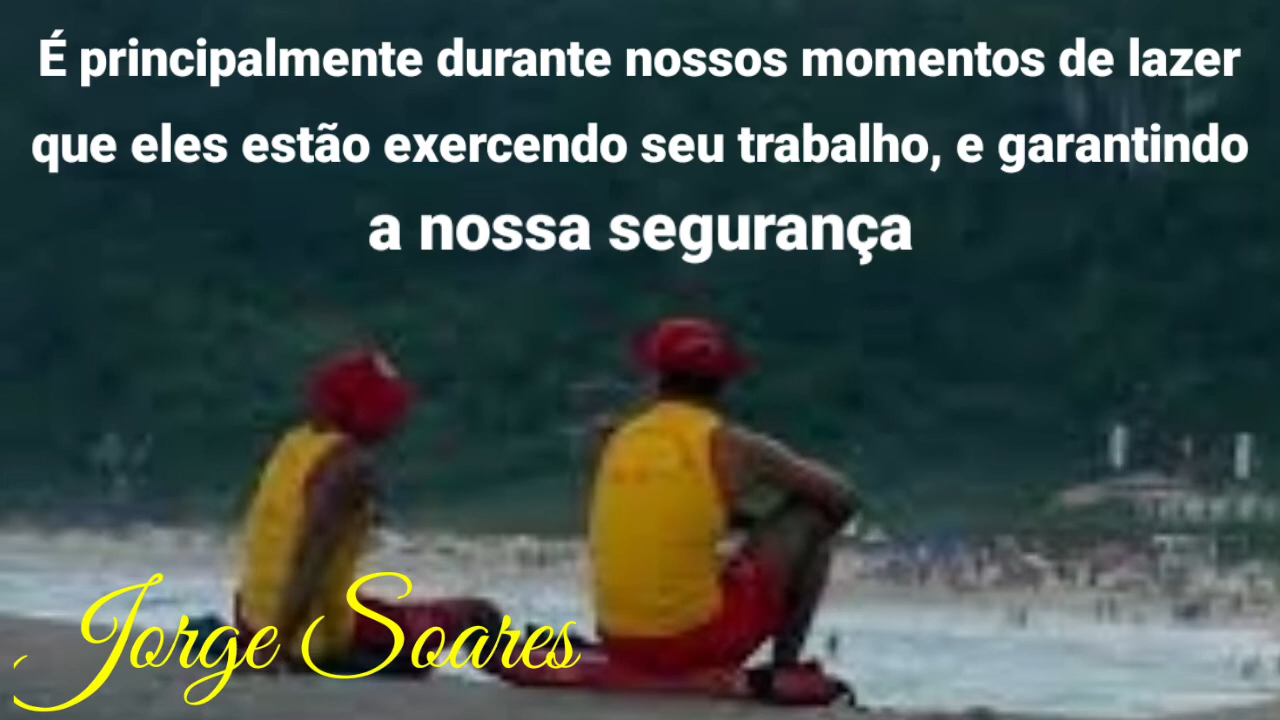 É principalmente durante nossos momentos de lazer
que eles estão exercendo seu trabalho, e garantindo
a nossa segurança
Jorge Soares